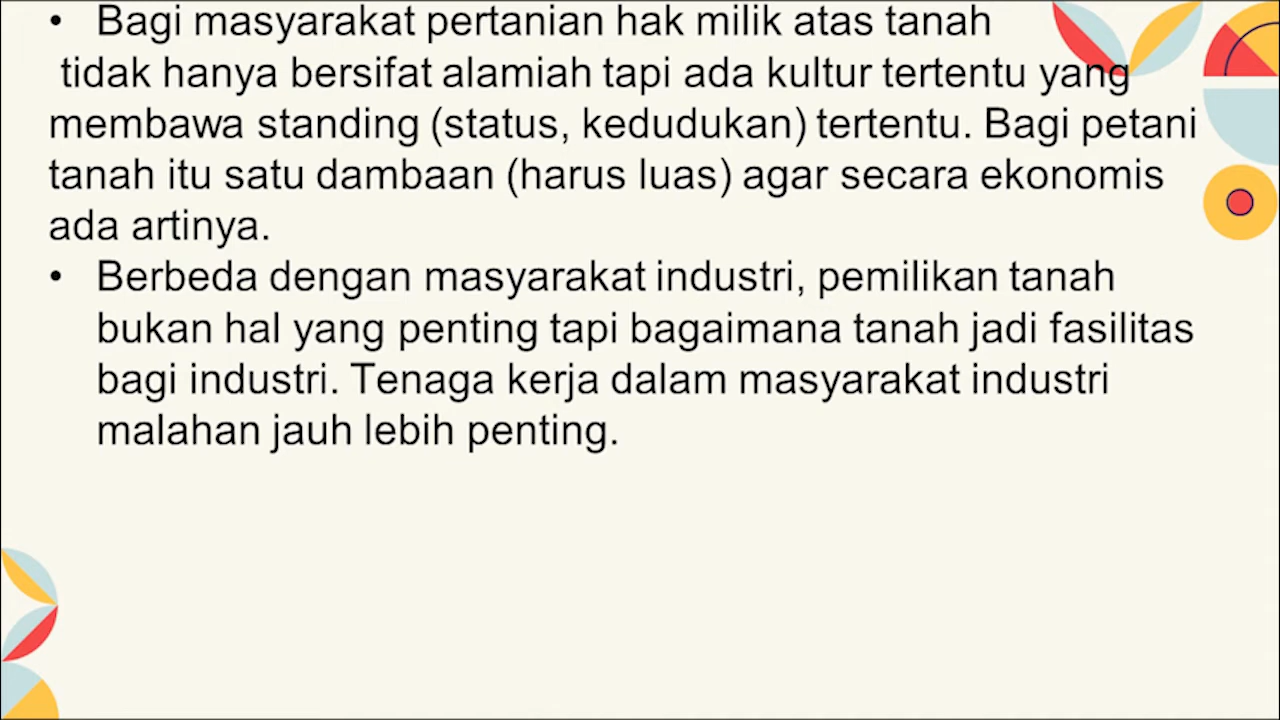 • Bagi masyarakat pertanian hak milik atas tanah
tidak hanya bersifat alamiah tapi ada kultur tertentu yang
membawa standing (status, kedudukan) tertentu. Bagi petani
tanah itu satu dambaan (harus luas) agar secara ekonomis
ada artinya.
• Berbeda dengan masyarakat industri, pemilikan tanah
bukan hal yang penting tapi bagaimana tanah jadi fasilitas
bagi industri. Tenaga kerja dalam masyarakat industri
malahan jauh lebih penting.